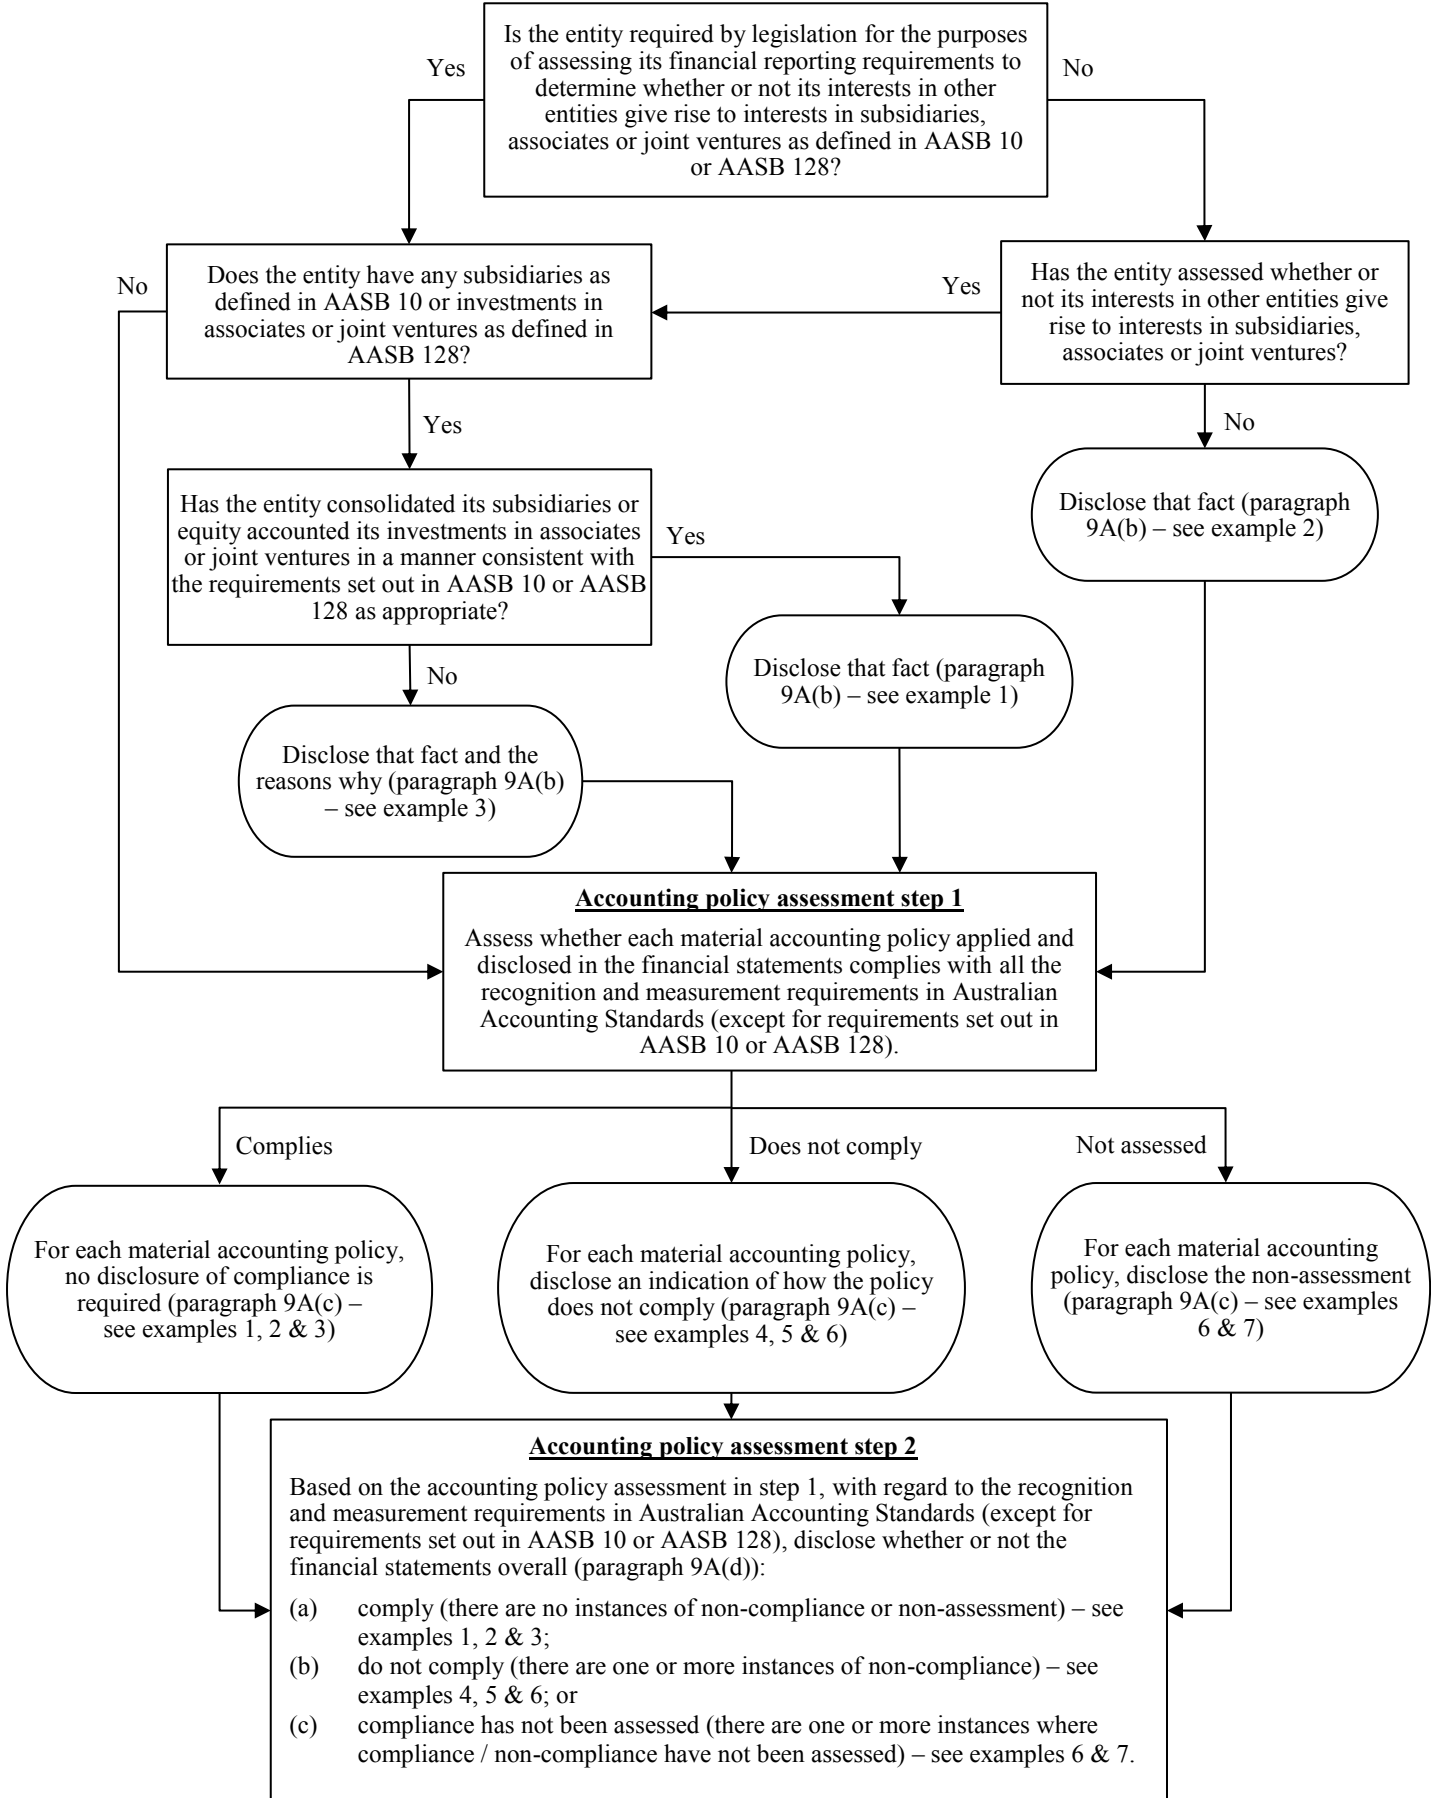 Is the entity required by legislation for the purposes
of assessing its financial reporting requirements to
determine whether or not its interests in other
entities give rise to interests in subsidiaries,
associates or joint ventures as defined in AASB 10
or AASB 128?
Yes
No
Does the entity have any subsidiaries as
defined in AASB 10 or investments in
associates or joint ventures as defined in
AASB 128?
No
Yes
Has the entity assessed whether or
not its interests in other entities give
rise to interests in subsidiaries,
associates or joint ventures?
Yes
No
Disclose that fact (paragraph
9A(b) – see example 2)
Has the entity consolidated its subsidiaries or
equity accounted its investments in associates
or joint ventures in a manner consistent with
the requirements set out in AASB 10 or AASB
128 as appropriate?
Yes
Disclose that fact (paragraph
9A(b) – see example 1)
No
Disclose that fact and the
reasons why (paragraph 9A(b)
– see example 3)
Accounting policy assessment step 1
Assess whether each material accounting policy applied and
disclosed in the financial statements complies with all the
recognition and measurement requirements in Australian
Accounting Standards (except for requirements set out in
AASB 10 or AASB 128).
Complies
Does not comply
Not assessed
For each material accounting policy,
no disclosure of compliance is
required (paragraph 9A(c) –
see examples 1, 2 & 3)
For each material accounting policy,
disclose an indication of how the policy
does not comply (paragraph 9A(c) –
see examples 4, 5 & 6)
For each material accounting
policy, disclose the non-assessment
(paragraph 9A(c) – see examples
6 & 7)
Accounting policy assessment step 2
Based on the accounting policy assessment in step 1, with regard to the recognition
and measurement requirements in Australian Accounting Standards (except for
requirements set out in AASB 10 or AASB 128), disclose whether or not the
financial statements overall (paragraph 9A(d)):
(a) comply (there are no instances of non-compliance or non-assessment) – see
examples 1, 2 & 3;
(b) do not comply (there are one or more instances of non-compliance) – see
examples 4, 5 & 6; or
(c) compliance has not been assessed (there are one or more instances where
compliance / non-compliance have not been assessed) – see examples 6 & 7.